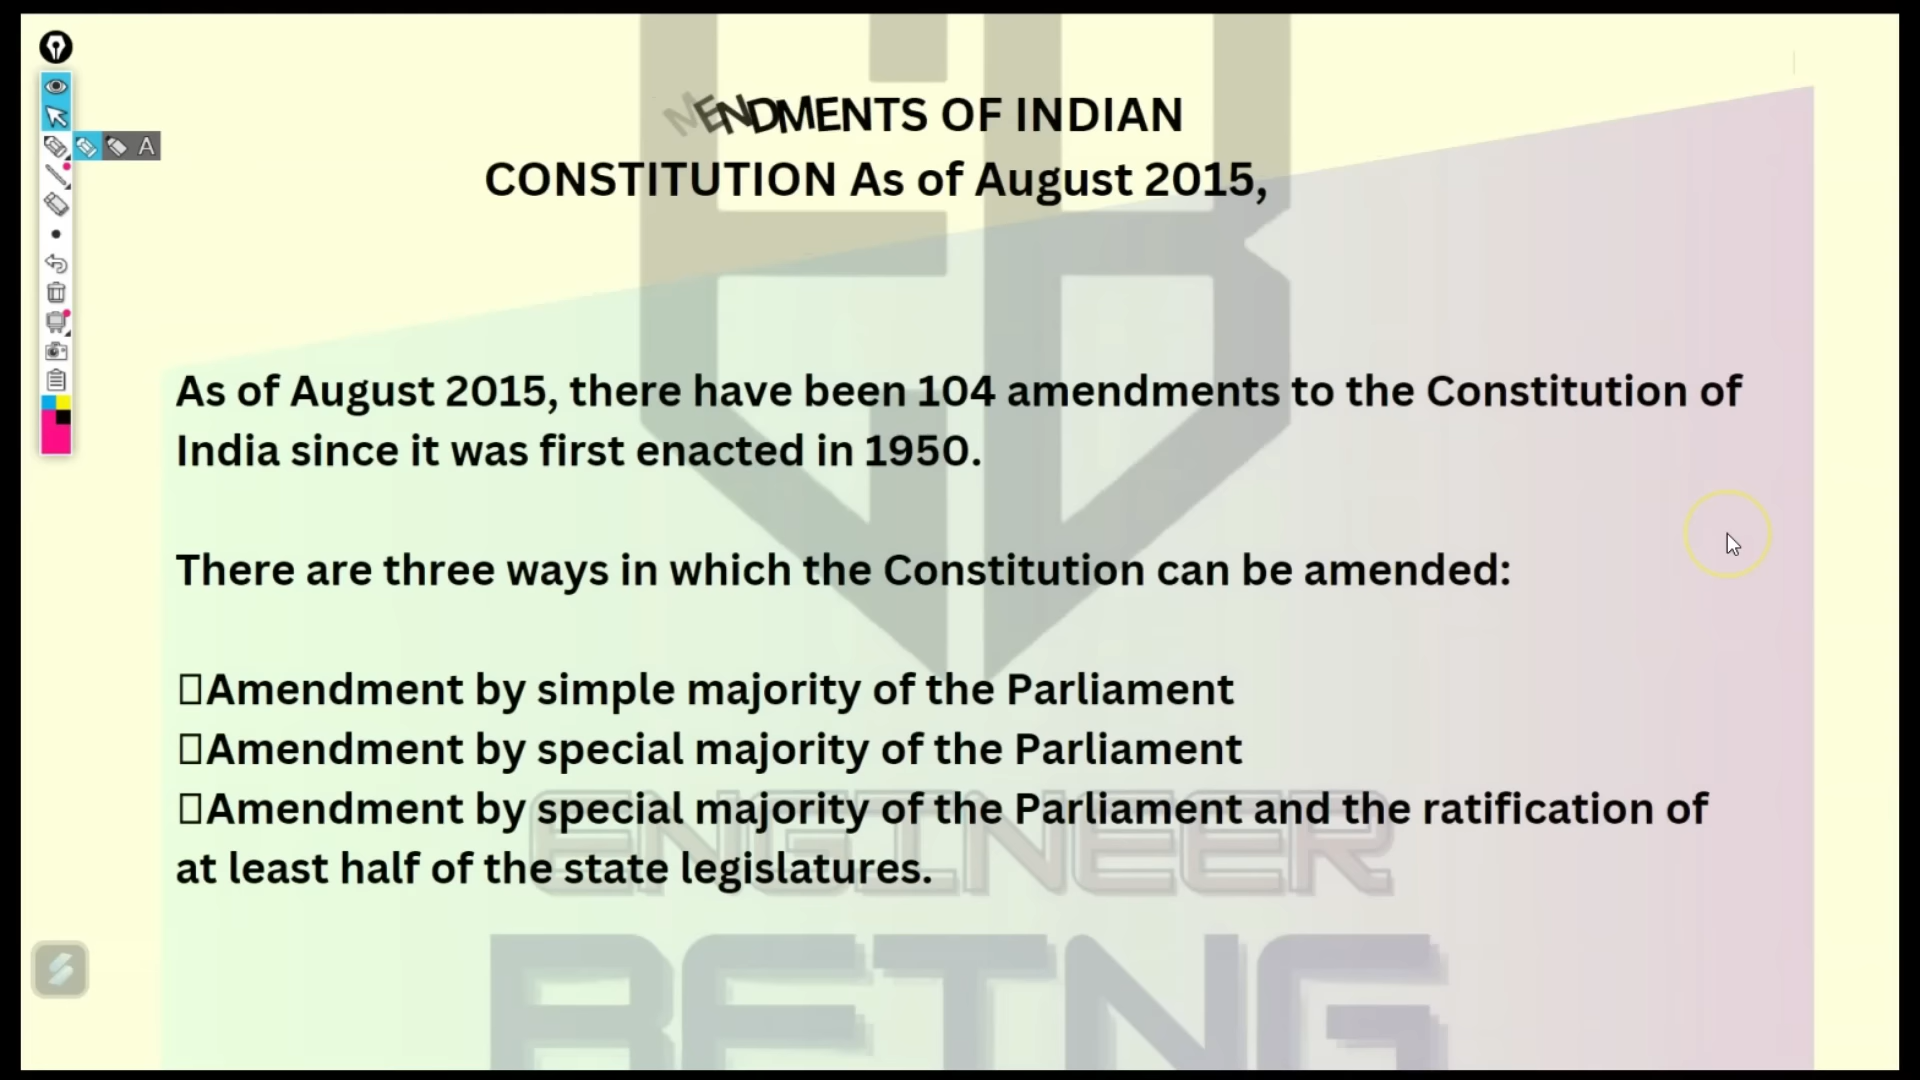 MENDMENTS OF INDIAN
CONSTITUTION As of August 2015,
As of August 2015, there have been 104 amendments to the Constitution of
India since it was first enacted in 1950.
There are three ways in which the Constitution can be amended:
Amendment by simple majority of the Parliament
Amendment by special majority of the Parliament
Amendment by special majority of the Parliament and the ratification of
at least half of the state legislatures.
ENGINEER
BEING
A